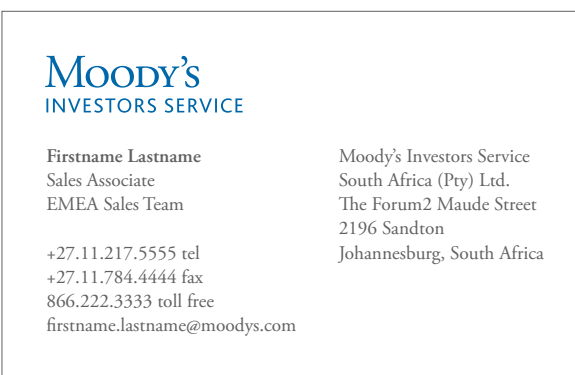 Moody's
INVESTORS SERVICE
Firstname Lastname
Sales Associate
EMEA Sales Team
+27.11.217.5555 tel
+27.11.784.4444 fax
866.222.3333 toll free
firstname.lastname@moodys.com
Moody's Investors Service
South Africa (Pty) Ltd.
The Forum2 Maude Street
2196 Sandton
Johannesburg, South Africa